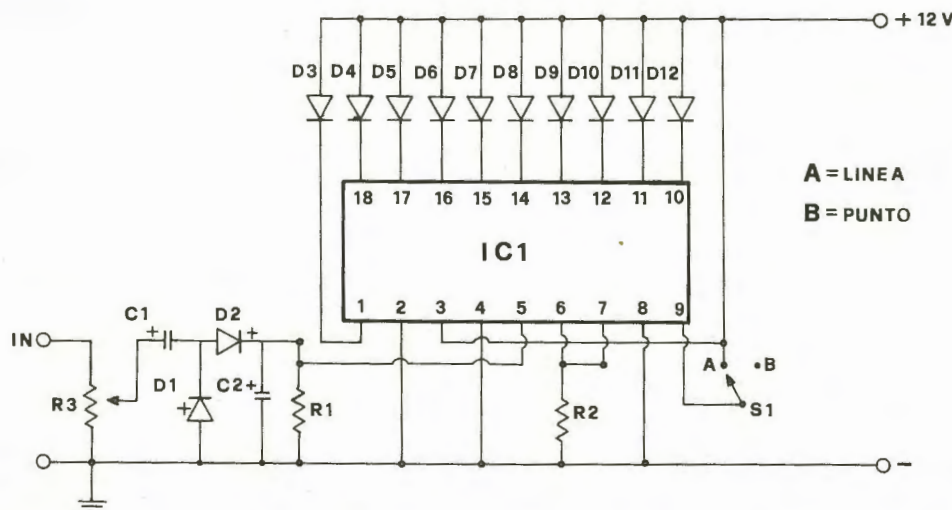 + 12 V
D3 D4 D5 D6 D7 D8 D9 D10 D11 D12
A = LINEA
B = PUNTO
18 17 16 15 14 13 12 11 10
IC1
1 2 3 4 5 6 7 8 9
IN
C1
+
D2
+
A
B
R3
D1
+
C2 +
R1
R2
S1
–